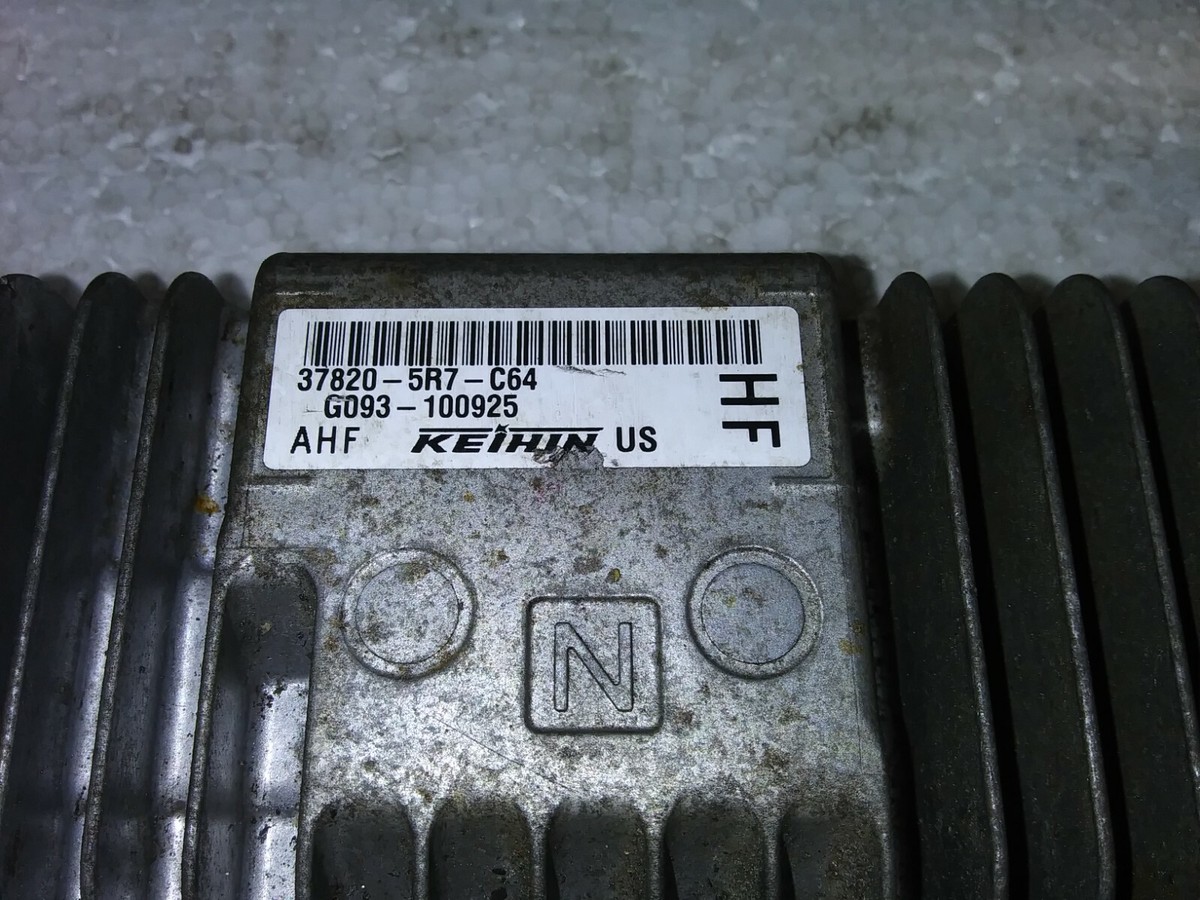 37820-5R7-C64
G093-100925
AHF KEIHIN US
HF
N